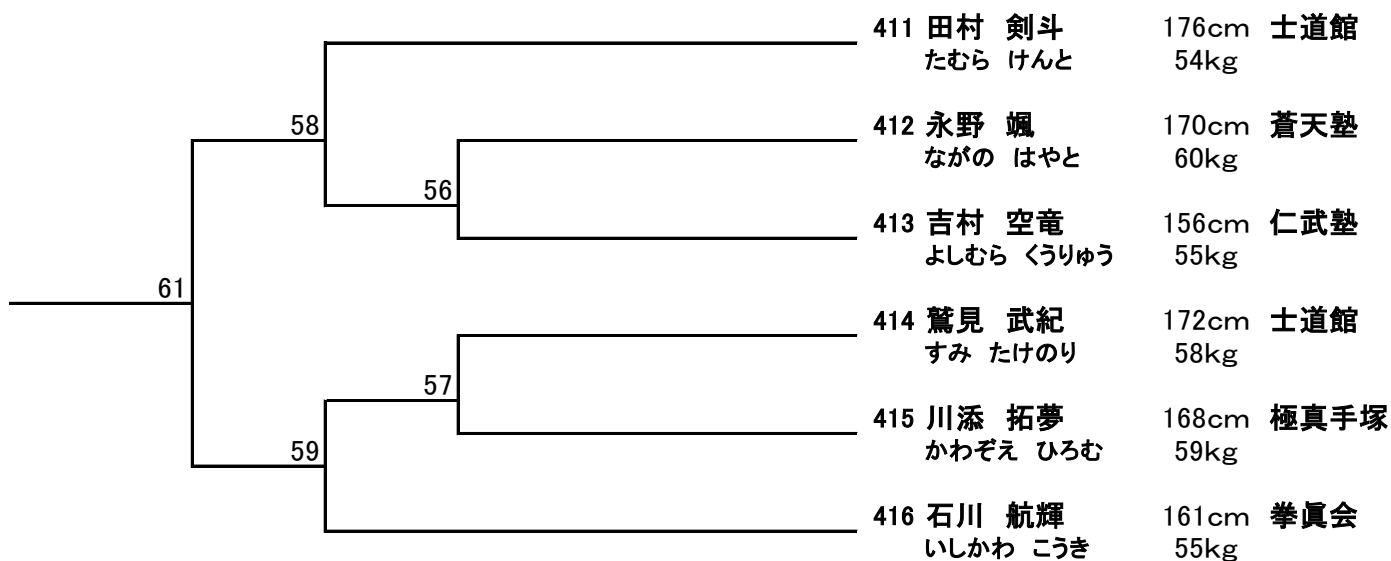 411 田村 剣斗 176cm 士道館
たむら けんと 54kg
58
412 永野 颯 170cm 蒼天塾
ながの はやと 60kg
56
413 吉村 空竜 156cm 仁武塾
よしむら くうりゅう 55kg
61
414 鷲見 武紀 172cm 士道館
すみ たけのり 58kg
57
415 川添 拓夢 168cm 極真手塚
かわぞえ ひろむ 59kg
59
416 石川 航輝 161cm 拳眞会
いしかわ こうき 55kg